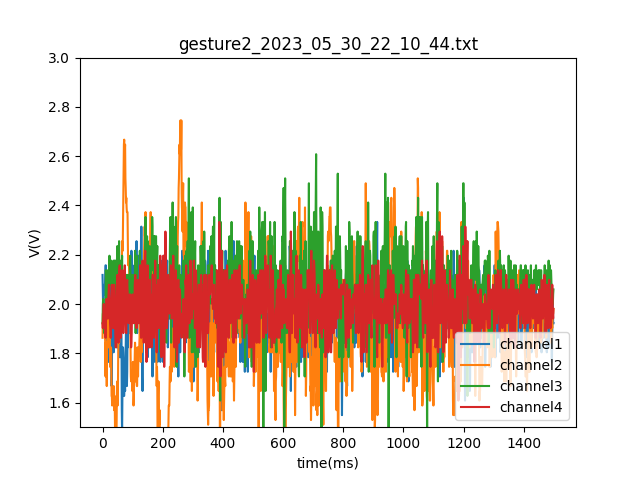 gesture2_2023_05_30_22_10_44.txt
3.0
2.8
2.6
2.4
2.2
2.0
1.8
1.6
V(V)
0 200 400 600 800 1000 1200 1400
time(ms)
channel1
channel2
channel3
channel4